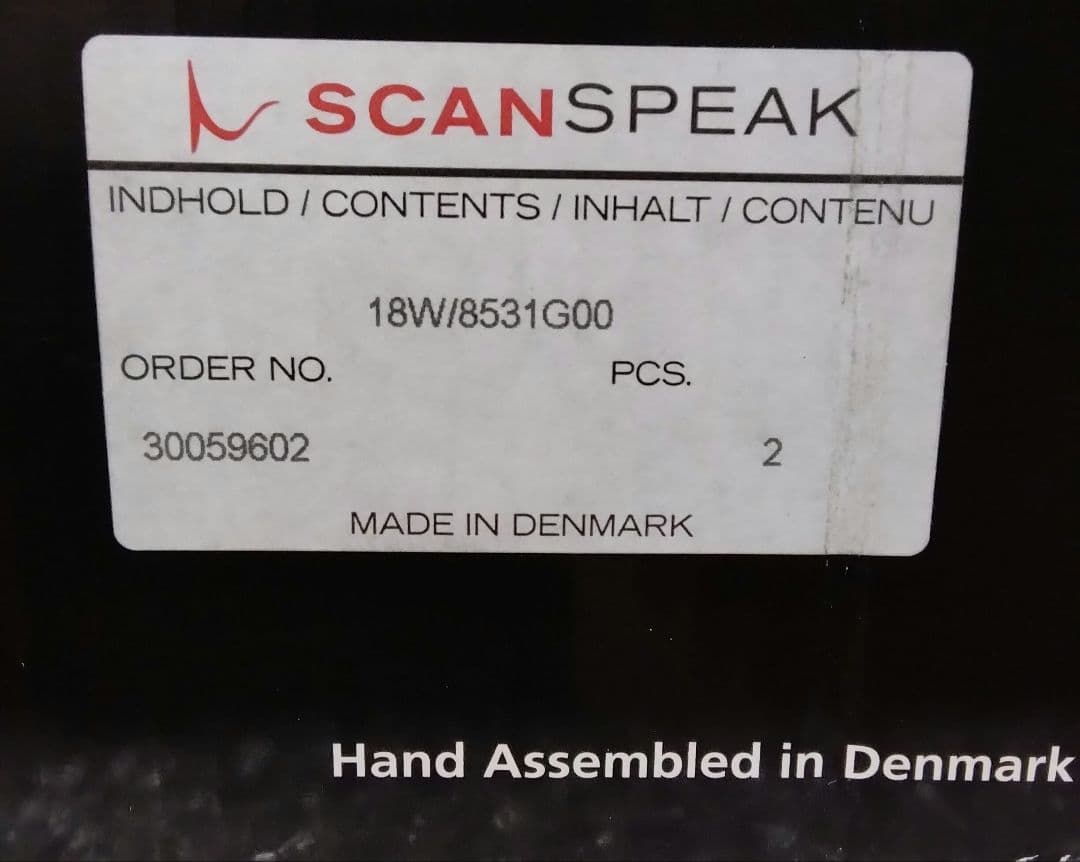 SCANSPEAK
INDHOLD / CONTENTS / INHALT / CONTENU
18W/8531G00
ORDER NO. PCS.
30059602 2
MADE IN DENMARK
Hand Assembled in Denmark